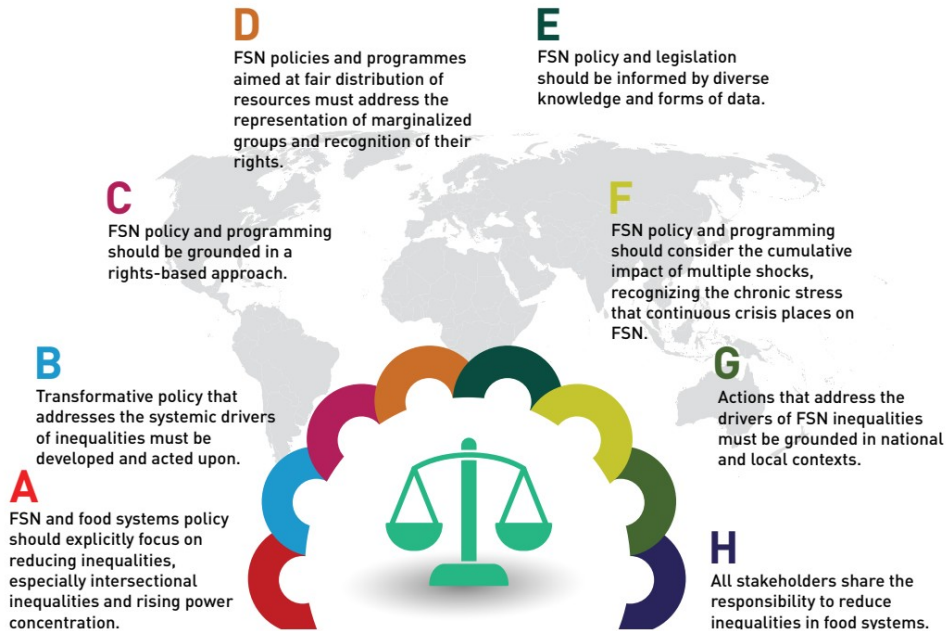 A
FSN and food systems policy
should explicitly focus on
reducing inequalities,
especially intersectional
inequalities and rising power
concentration.
B
Transformative policy that
addresses the systemic drivers
of inequalities must be
developed and acted upon.
C
FSN policy and programming
should be grounded in a
rights-based approach.
D
FSN policies and programmes
aimed at fair distribution of
resources must address the
representation of marginalized
groups and recognition of their
rights.
E
FSN policy and legislation
should be informed by diverse
knowledge and forms of data.
F
FSN policy and programming
should consider the cumulative
impact of multiple shocks,
recognizing the chronic stress
that continuous crisis places on
FSN.
G
Actions that address the
drivers of FSN inequalities
must be grounded in national
and local contexts.
H
All stakeholders share the
responsibility to reduce
inequalities in food systems.